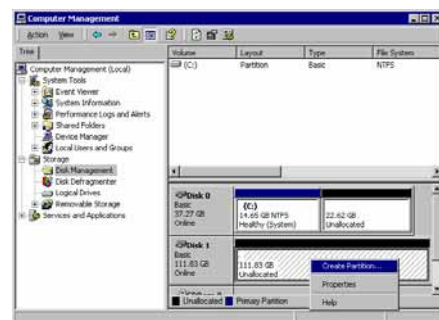 Computer Management
Action View
Tree
Computer Management (Local)
System Tools
Event Viewer
System Information
Performance Logs and Alerts
Shared Folders
Device Manager
Local Users and Groups
Storage
Disk Management
Disk Defragmenter
Logical Drives
Removable Storage
Services and Applications
Volume Layout Type File System
(C:) Partition Basic NTFS
Disk 0
Basic
37.27 GB
Online
(C:)
14.65 GB NTFS
Healthy (System)
22.62 GB
Unallocated
Disk 1
Basic
111.83 GB
Online
111.83 GB
Unallocated
Create Partition...
Properties
Help
Unallocated Primary Partition